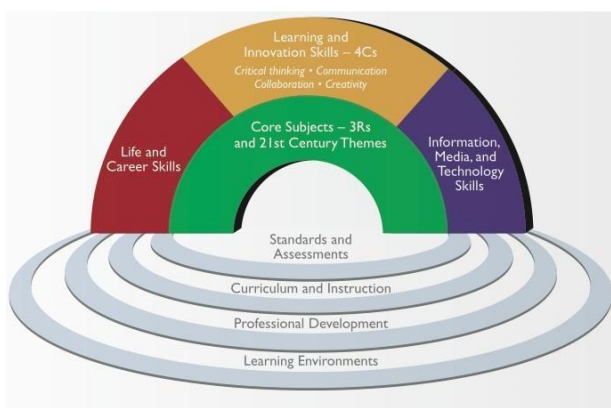 Learning and
Innovation Skills – 4Cs
Critical thinking • Communication
Collaboration • Creativity
Core Subjects – 3Rs
and 21st Century Themes
Life and
Career Skills
Information,
Media, and
Technology
Skills
Standards and
Assessments
Curriculum and Instruction
Professional Development
Learning Environments